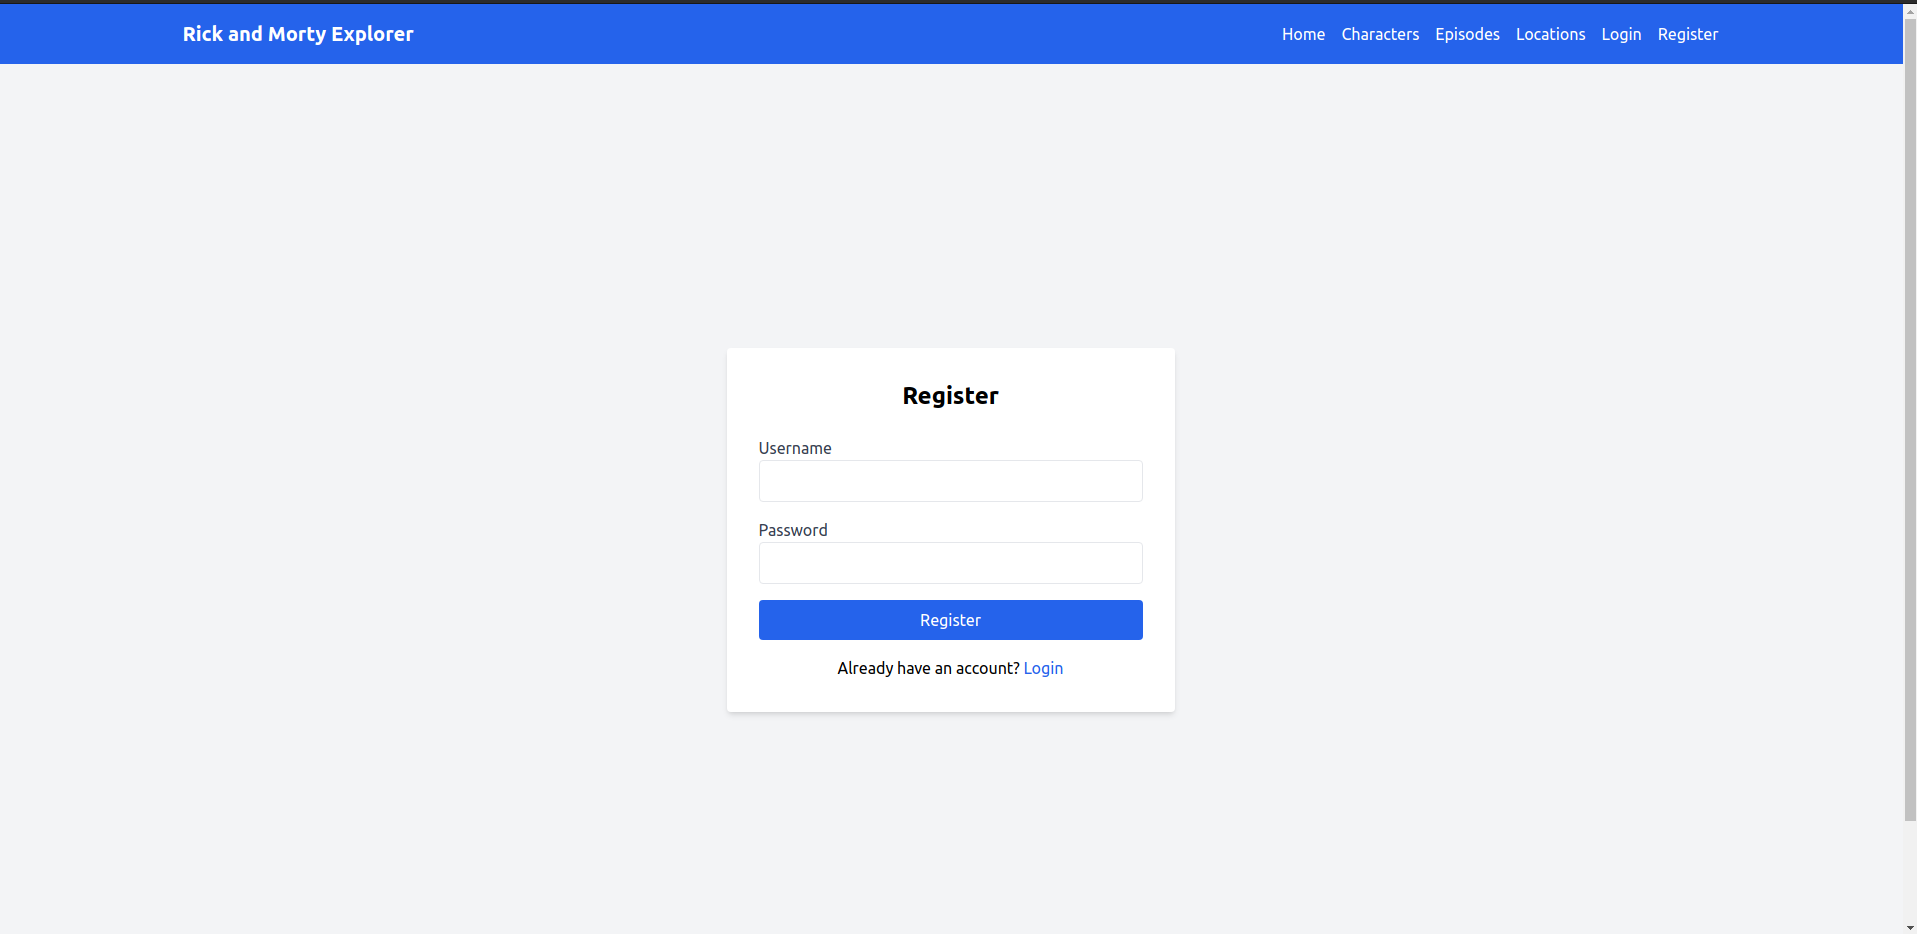 Rick and Morty Explorer
Home Characters Episodes Locations Login Register
Register
Username
Password
Register
Already have an account? Login